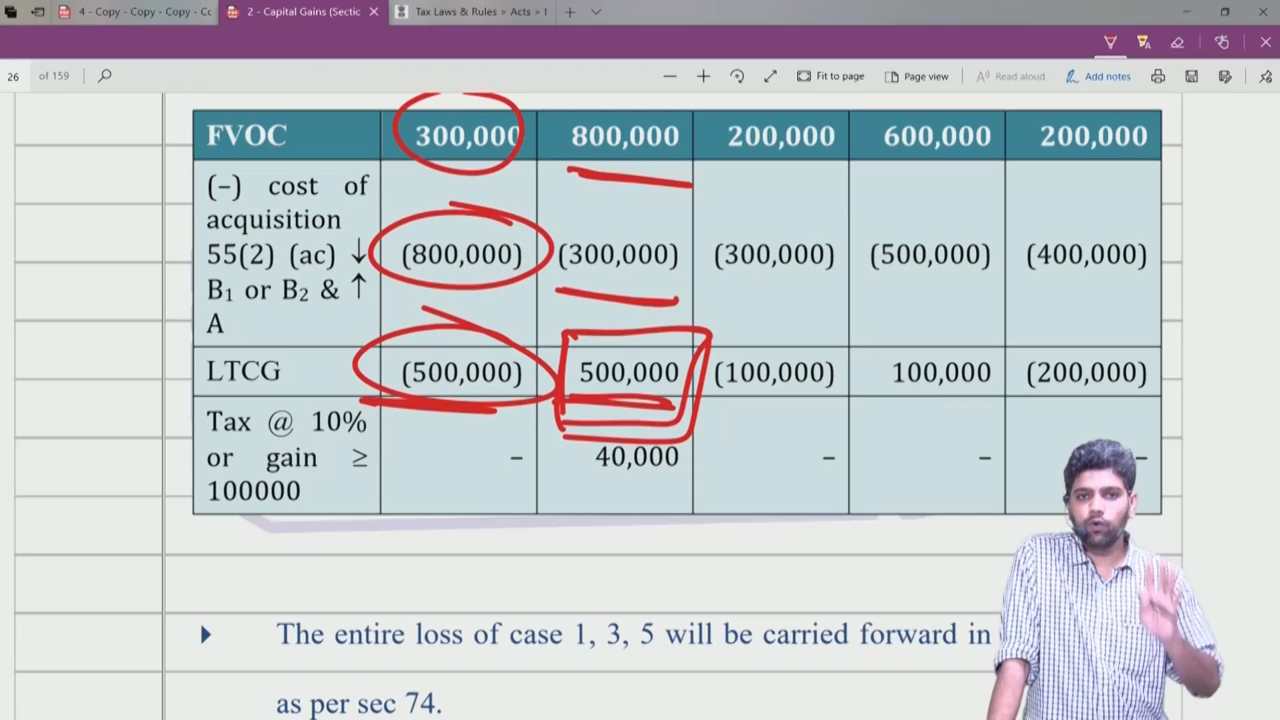 4 - Copy - Copy - Copy - Cc
2 - Capital Gains (Sectic
Tax Laws & Rules > Acts > I
26 of 159
Fit to page
Page view
Read aloud
Add notes
FVOC 300,000 800,000 200,000 600,000 200,000
(−) cost of
acquisition
55(2) (ac) ↓ (800,000) (300,000) (300,000) (500,000) (400,000)
B₁ or B₂ & ↑
A
LTCG (500,000) 500,000 (100,000) 100,000 (200,000)
Tax @ 10%
or gain ≥ – 40,000 – – –
100000
The entire loss of case 1, 3, 5 will be carried forward in
as per sec 74.